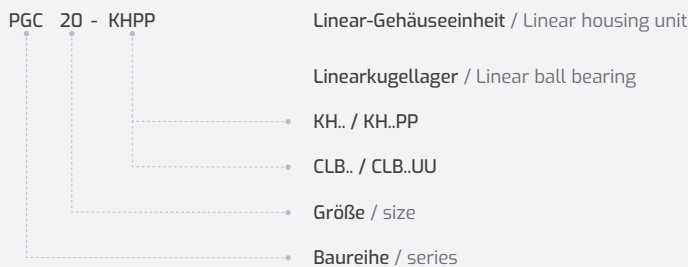 PGC 20 - KHPP Linear-Gehäuseeinheit / Linear housing unit
Linearkugellager / Linear ball bearing
KH.. / KH..PP
CLB.. / CLB..UU
Größe / size
Baureihe / series